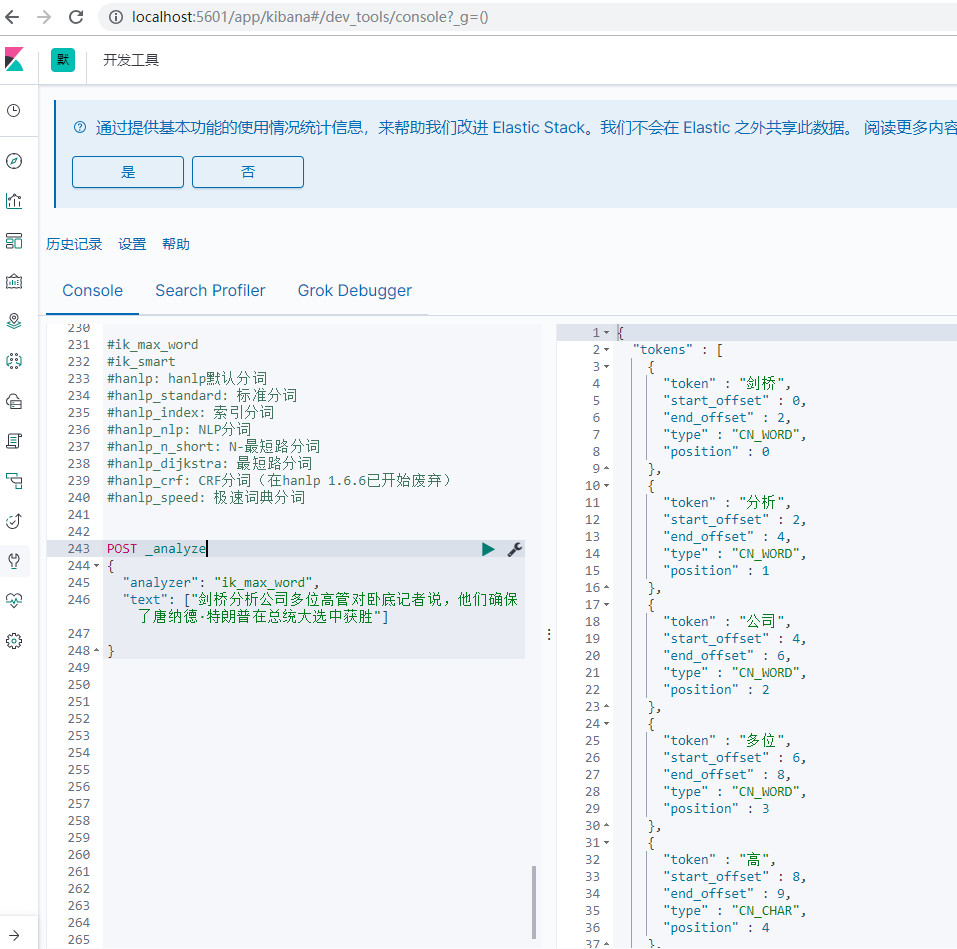 localhost:5601/app/kibana#/dev_tools/console?_g=()
默 开发工具
通过提供基本功能的使用情况统计信息，来帮助我们改进 Elastic Stack。我们不会在 Elastic 之外共享此数据。 阅读更多内容
是 否
历史记录 设置 帮助
Console Search Profiler Grok Debugger
230
231 #ik_max_word
232 #ik_smart
233 #hanlp: hanlp默认分词
234 #hanlp_standard: 标准分词
235 #hanlp_index: 索引分词
236 #hanlp_nlp: NLP分词
237 #hanlp_n_short: N-最短路分词
238 #hanlp_dijkstra: 最短路分词
239 #hanlp_crf: CRF分词（在hanlp 1.6.6已开始废弃）
240 #hanlp_speed: 极速词典分词
241
242
243 POST _analyze
244 {
245 "analyzer": "ik_max_word",
246 "text": ["剑桥分析公司多位高管对卧底记者说，他们确保
了唐纳德·特朗普在总统大选中获胜"]
247
248 }
249
250
251
252
253
254
255
256
257
258
259
260
261
262
263
264
265
1 {
2 "tokens" : [
3 {
4 "token" : "剑桥",
5 "start_offset" : 0,
6 "end_offset" : 2,
7 "type" : "CN_WORD",
8 "position" : 0
9 },
10 {
11 "token" : "分析",
12 "start_offset" : 2,
13 "end_offset" : 4,
14 "type" : "CN_WORD",
15 "position" : 1
16 },
17 {
18 "token" : "公司",
19 "start_offset" : 4,
20 "end_offset" : 6,
21 "type" : "CN_WORD",
22 "position" : 2
23 },
24 {
25 "token" : "多位",
26 "start_offset" : 6,
27 "end_offset" : 8,
28 "type" : "CN_WORD",
29 "position" : 3
30 },
31 {
32 "token" : "高",
33 "start_offset" : 8,
34 "end_offset" : 9,
35 "type" : "CN_CHAR",
36 "position" : 4
37 },